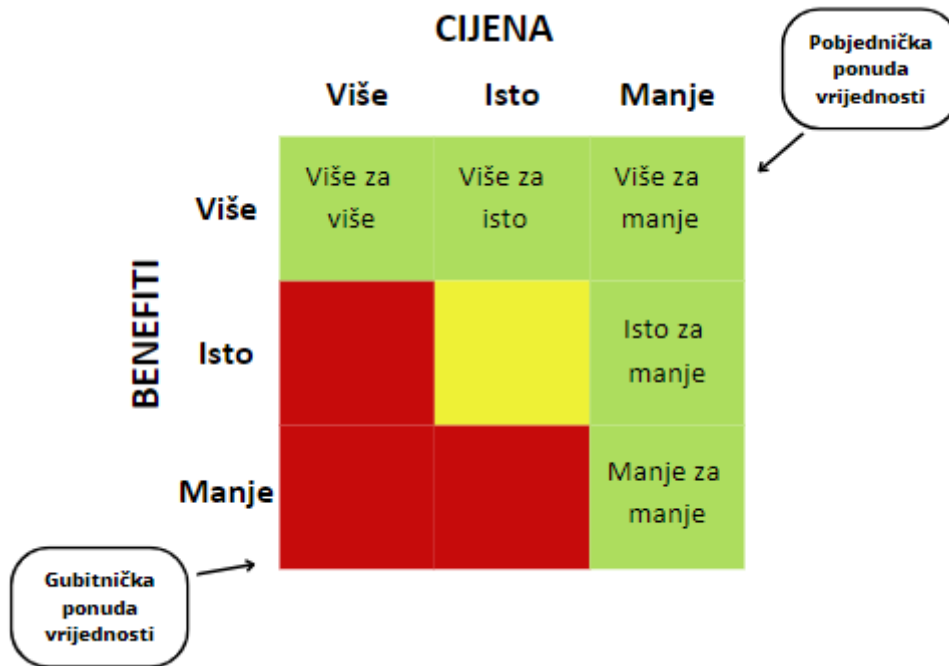 CIJENA
Pobjednička
ponuda
vrijednosti
Više
Isto
Manje
BENEFITI
Više
Više za
više
Više za
isto
Više za
manje
Isto
Isto za
manje
Manje
Manje za
manje
Gubitnička
ponuda
vrijednosti